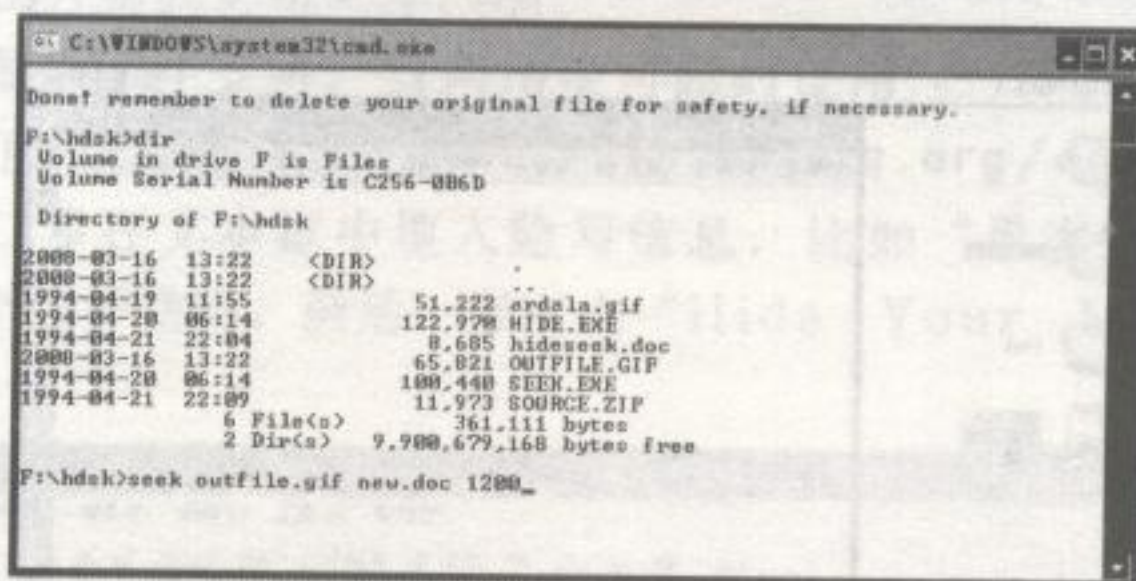 C:\WINDOWS\system32\cmd.exe
Done! remember to delete your original file for safety, if necessary.
F:\hdsk>dir
Volume in drive F is Files
Volume Serial Number is C256-0B6D
Directory of F:\hdsk
2008-03-16 13:22 <DIR> .
2008-03-16 13:22 <DIR> ..
1994-04-19 11:55 51,222 ardala.gif
1994-04-20 06:14 122,970 HIDE.EXE
1994-04-21 22:04 8,685 hideseek.doc
2008-03-16 13:22 65,821 OUTFILE.GIF
1994-04-20 06:14 100,440 SEEK.EXE
1994-04-21 22:09 11,973 SOURCE.ZIP
6 File(s) 361,111 bytes
2 Dir(s) 9,900,679,168 bytes free
F:\hdsk>seek outfile.gif new.doc 1200_